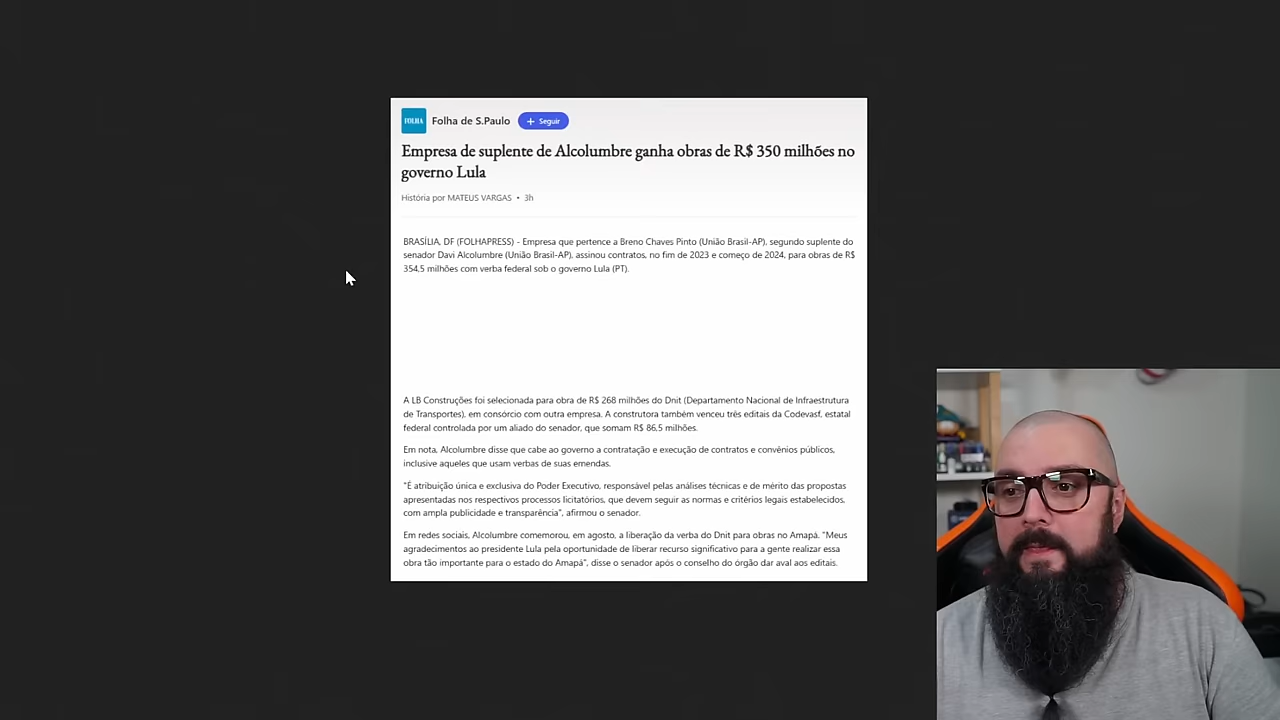 FOLHA
Folha de S.Paulo
+ Seguir
Empresa de suplente de Alcolumbre ganha obras de R$ 350 milhões no
governo Lula
História por MATEUS VARGAS • 3h
BRASÍLIA, DF (FOLHAPRESS) - Empresa que pertence a Breno Chaves Pinto (União Brasil-AP), segundo suplente do
senador Davi Alcolumbre (União Brasil-AP), assinou contratos, no fim de 2023 e começo de 2024, para obras de R$
354,5 milhões com verba federal sob o governo Lula (PT).
A LB Construções foi selecionada para obra de R$ 268 milhões do Dnit (Departamento Nacional de Infraestrutura
de Transportes), em consórcio com outra empresa. A construtora também venceu três editais da Codevasf, estatal
federal controlada por um aliado do senador, que somam R$ 86,5 milhões.
Em nota, Alcolumbre disse que cabe ao governo a contratação e execução de contratos e convênios públicos,
inclusive aqueles que usam verbas de suas emendas.
"É atribuição única e exclusiva do Poder Executivo, responsável pelas análises técnicas e de mérito das propostas
apresentadas nos respectivos processos licitatórios, que devem seguir as normas e critérios legais estabelecidos,
com ampla publicidade e transparência", afirmou o senador.
Em redes sociais, Alcolumbre comemorou, em agosto, a liberação da verba do Dnit para obras no Amapá. "Meus
agradecimentos ao presidente Lula pela oportunidade de liberar recurso significativo para a gente realizar essa
obra tão importante para o estado do Amapá", disse o senador após o conselho do órgão dar aval aos editais.